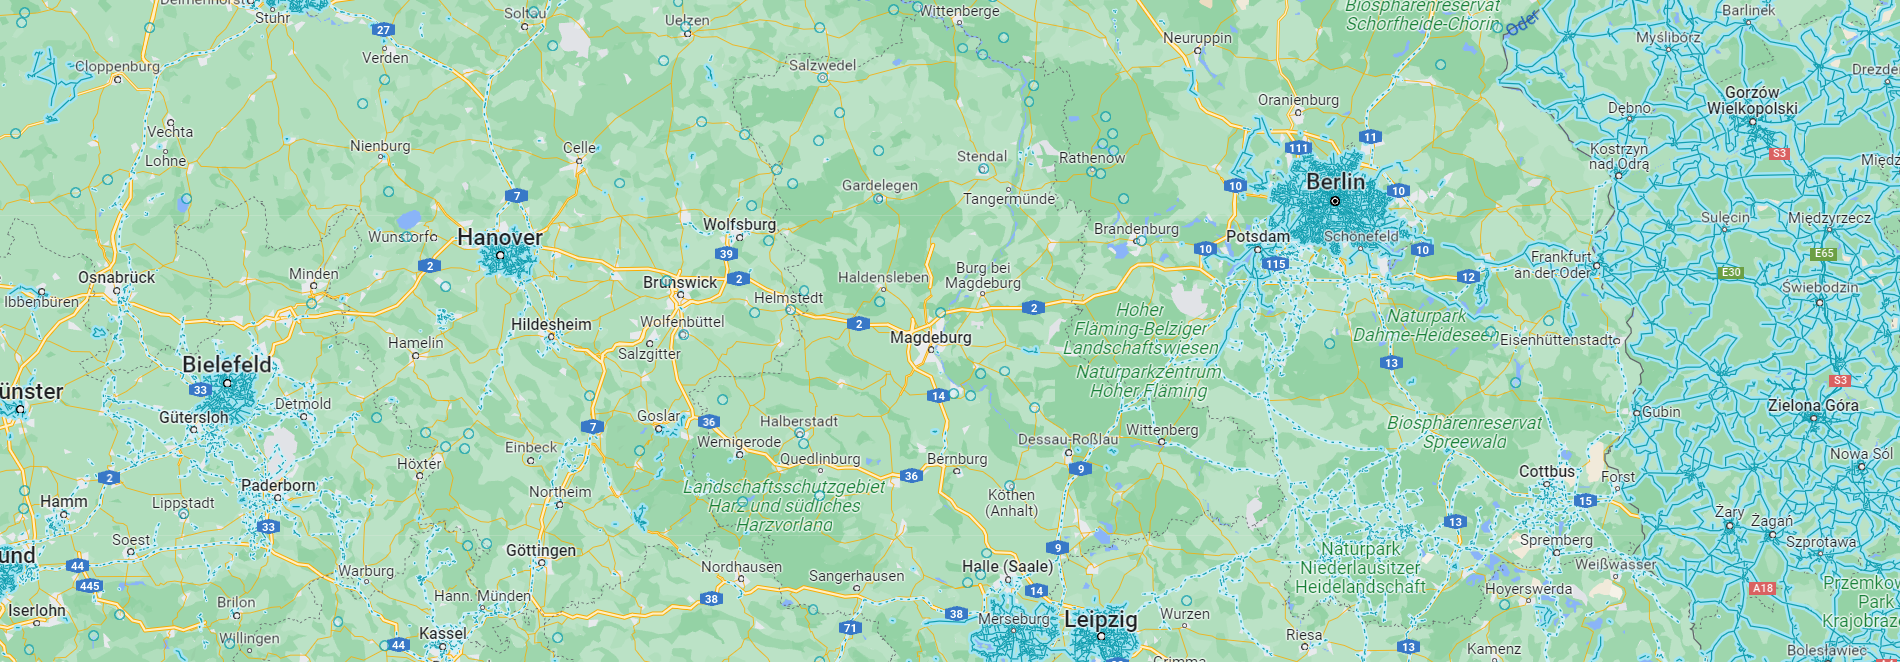 Stuhr
27
Verden
Soltau
Uelzen
Wittenberge
Biosphärenreservat
Schorfheide-Chorin
Oder
Barlinek
Neuruppin
Myślibórz
Cloppenburg
Salzwedel
Oranienburg
Dębno
Gorzów
Wielkopolski
Vechta
Lohne
Nienburg
Celle
Stendal
Rathenow
11
111
Kostrzyn
nad Odrą
S3
7
Gardelegen
Tangermünde
10
Berlin
10
Wunstorf
Hanover
Wolfsburg
Brandenburg
10
Potsdam
Schönefeld
10
Sulęcin
Międzyrzecz
2
39
115
Frankfurt
an der Oder
E65
Osnabrück
Minden
Brunswick
2
Haldensleben
Burg bei
Magdeburg
12
E30
Świebodzin
Ibbenbüren
Helmstedt
2
2
Hoher
Fläming-Belziger
Landschaftswiesen
Naturpark
Dahme-Heideseen
Hildesheim
Wolfenbüttel
Salzgitter
Magdeburg
Eisenhüttenstadt
Hamelin
Bielefeld
33
Naturparkzentrum
Hoher Fläming
13
S3
ünster
Gütersloh
Detmold
14
Gubin
Zielona Góra
7
Goslar
36
Halberstadt
Wernigerode
Dessau-Roßlau
Wittenberg
Biosphärenreservat
Spreewald
Einbeck
Quedlinburg
Bernburg
Nowa Sól
2
Höxter
36
9
Cottbus
Forst
Hamm
Lippstadt
Paderborn
Northeim
Landschaftsschutzgebiet
Harz und südliches
Harzvorland
Köthen
(Anhalt)
15
33
13
Żary
Żagań
Soest
und
44
445
Göttingen
9
Naturpark
Niederlausitzer
Heidelandschaft
Spremberg
Szprotawa
Warburg
Nordhausen
Sangerhausen
Halle (Saale)
Weißwasser
Hann. Münden
14
Hoyerswerda
A18
Iserlohn
Brilon
38
38
Merseburg
Leipzig
Wurzen
Willingen
44
Kassel
71
Riesa
13
Kamenz
Grimma